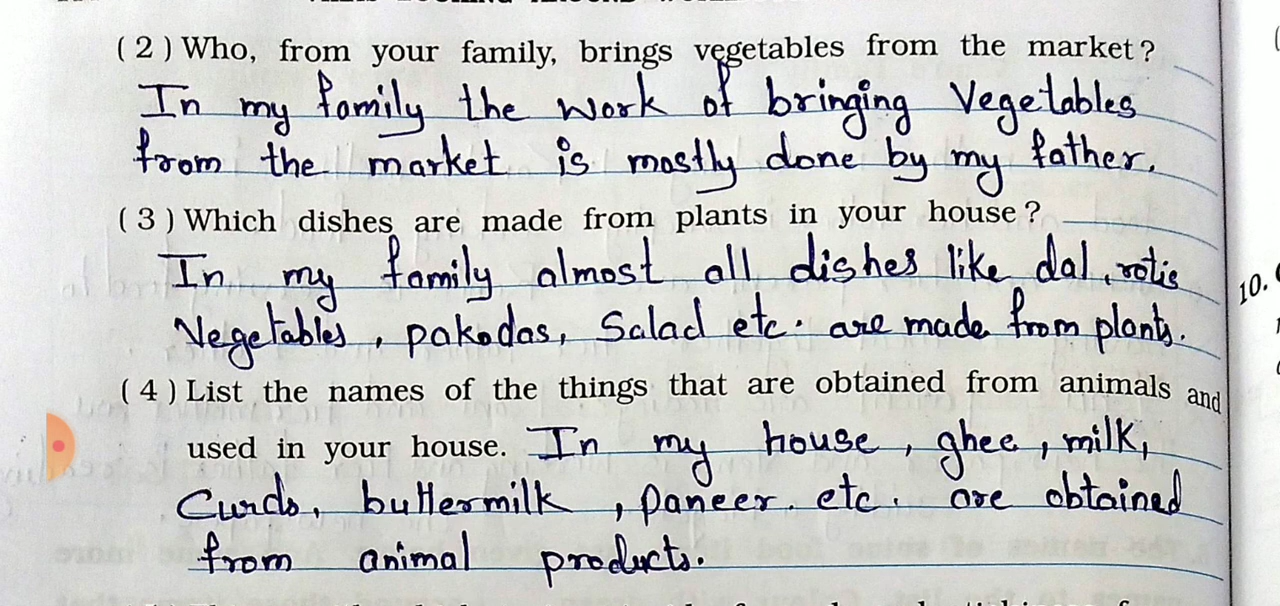 ( 2 ) Who, from your family, brings vegetables from the market?
In my family the work of bringing Vegetables
from the market is mostly done by my father.
( 3 ) Which dishes are made from plants in your house?
In my family almost all dishes like dal, rotis
Vegetables, pakodas, Salad etc. are made from plants.
( 4 ) List the names of the things that are obtained from animals and
used in your house. In my house, ghee, milk,
Curds, buttermilk, paneer. etc. are obtained
from animal products.
10.